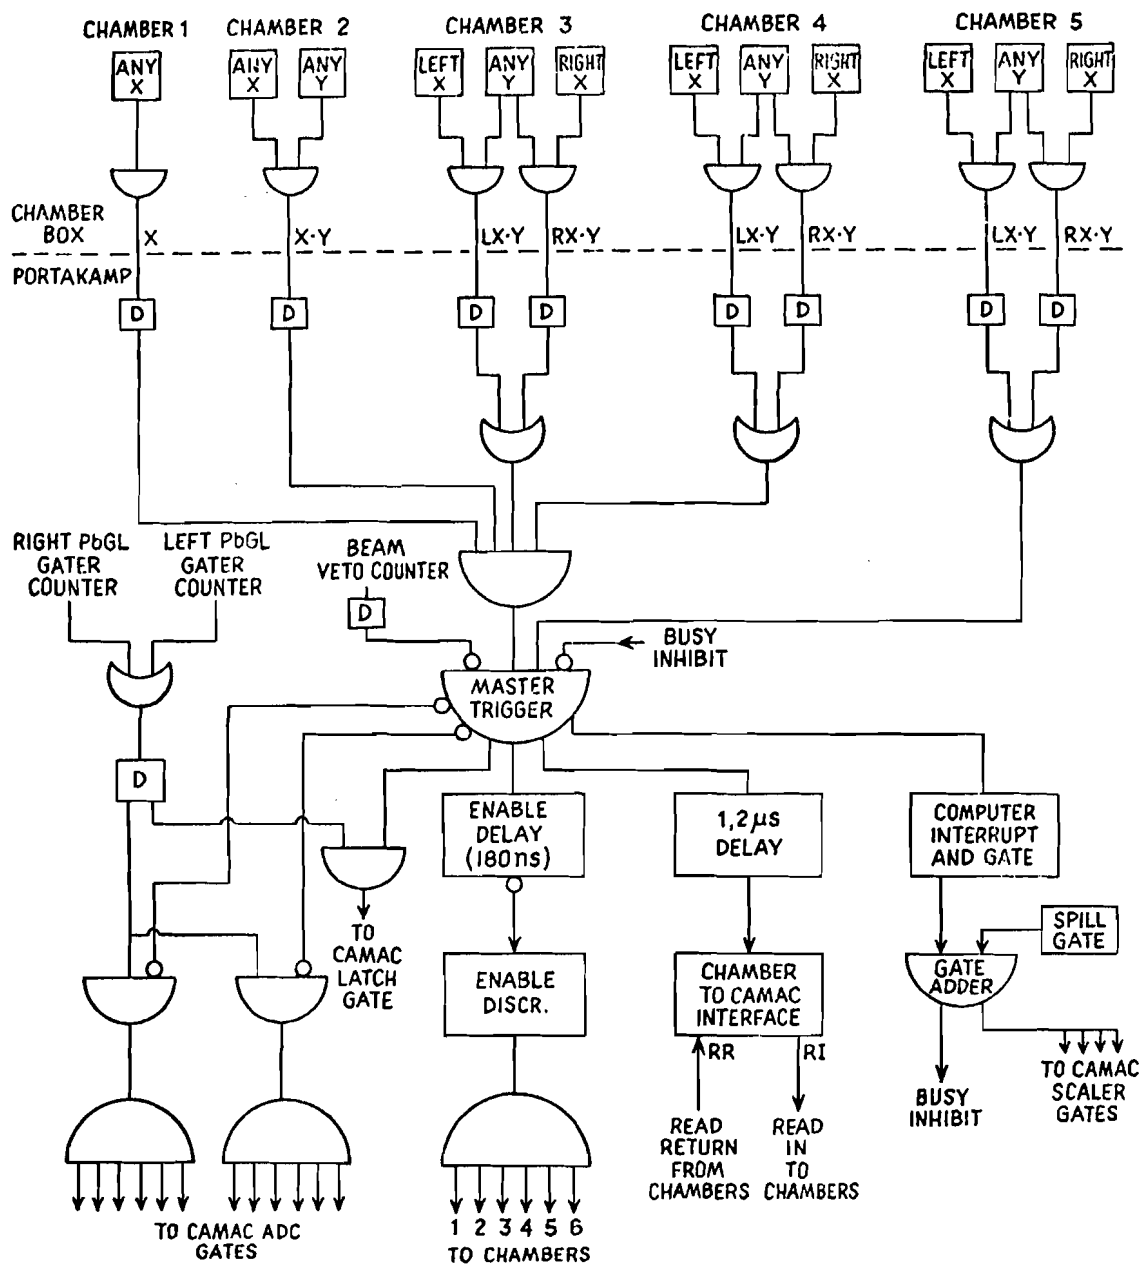 CHAMBER 1
CHAMBER 2
CHAMBER 3
CHAMBER 4
CHAMBER 5
ANY
X
ANY
X
ANY
Y
LEFT
X
ANY
Y
RIGHT
X
LEFT
X
ANY
Y
RIGHT
X
LEFT
X
ANY
Y
RIGHT
X
CHAMBER
BOX
X
X·Y
LX·Y
RX·Y
LX·Y
RX·Y
LX·Y
RX·Y
PORTAKAMP
D
D
D
D
D
D
D
D
RIGHT PbGL
GATER
COUNTER
LEFT PbGL
GATER
COUNTER
BEAM
VETO COUNTER
D
BUSY
INHIBIT
MASTER
TRIGGER
D
ENABLE
DELAY
(180ns)
1,2μs
DELAY
COMPUTER
INTERRUPT
AND GATE
TO
CAMAC
LATCH
GATE
SPILL
GATE
ENABLE
DISCR.
CHAMBER
TO CAMAC
INTERFACE
GATE
ADDER
RR
RI
READ
RETURN
FROM
CHAMBERS
READ
IN
TO
CHAMBERS
BUSY
INHIBIT
TO CAMAC
SCALER
GATES
TO CAMAC ADC
GATES
1 2 3 4 5 6
TO CHAMBERS